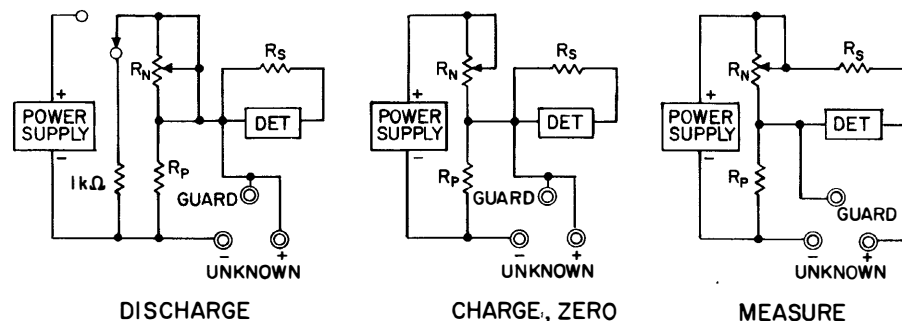 +
POWER
SUPPLY
−
1kΩ
RN
RP
RS
DET
GUARD
−
+
UNKNOWN
DISCHARGE
+
POWER
SUPPLY
−
RN
RP
RS
DET
GUARD
−
+
UNKNOWN
CHARGE, ZERO
+
POWER
SUPPLY
−
RN
RP
RS
DET
GUARD
−
+
UNKNOWN
MEASURE